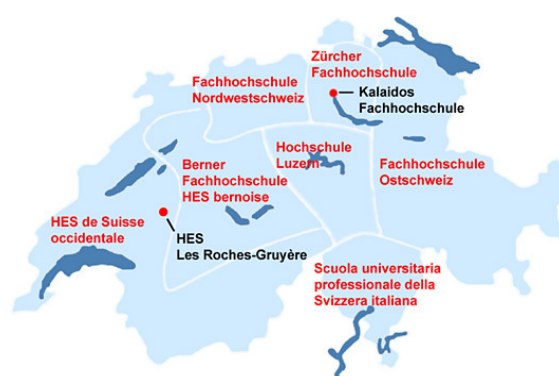 Zürcher
Fachhochschule
Fachhochschule
Nordwestschweiz
Kalaidos
Fachhochschule
Hochschule
Luzern
Berner
Fachhochschule
HES bernoise
Fachhochschule
Ostschweiz
HES de Suisse
occidentale
HES
Les Roches-Gruyère
Scuola universitaria
professionale della
Svizzera italiana